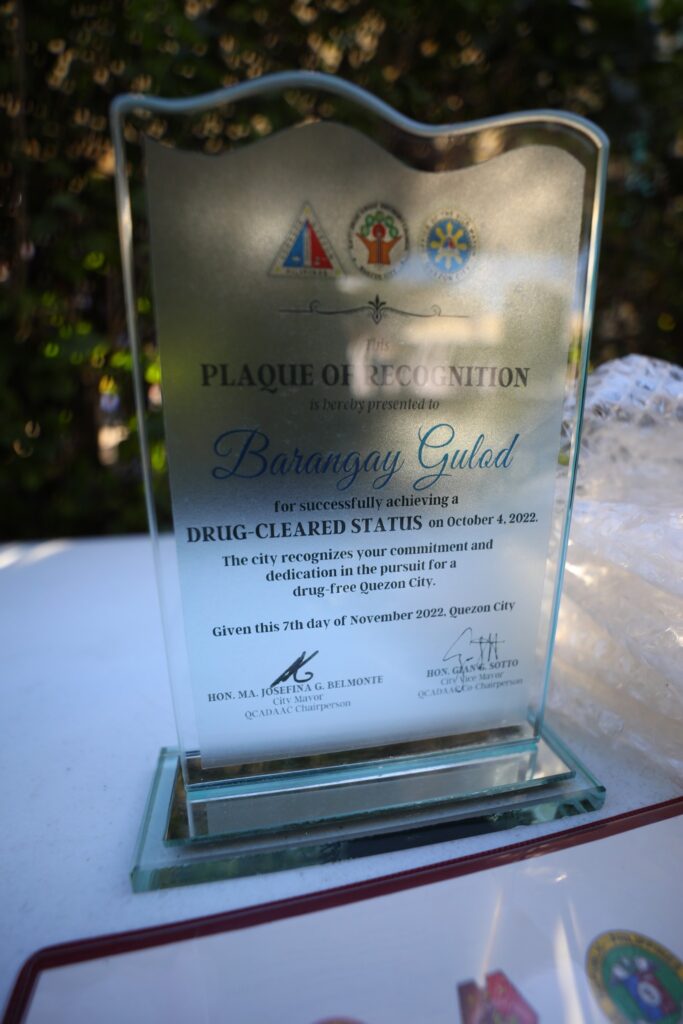 PILIPINAS
This
PLAQUE OF RECOGNITION
is hereby presented to
Barangay Gulod
for successfully achieving a
DRUG-CLEARED STATUS on October 4, 2022.
The city recognizes your commitment and
dedication in the pursuit for a
drug-free Quezon City.
Given this 7th day of November 2022, Quezon City
HON. MA. JOSEFINA G. BELMONTE
City Mayor
QCADAAC Chairperson
HON. GIAN G. SOTTO
City Vice Mayor
QCADAAC Co Chairperson